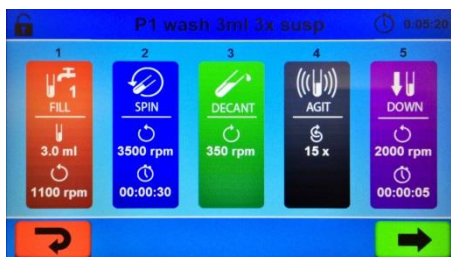 P1 wash 3ml 3x susp
0:05:20
1
2
3
4
5
1
FILL
SPIN
DECANT
AGIT
DOWN
3.0 ml
3500 rpm
350 rpm
15 x
2000 rpm
1100 rpm
00:00:30
00:00:05